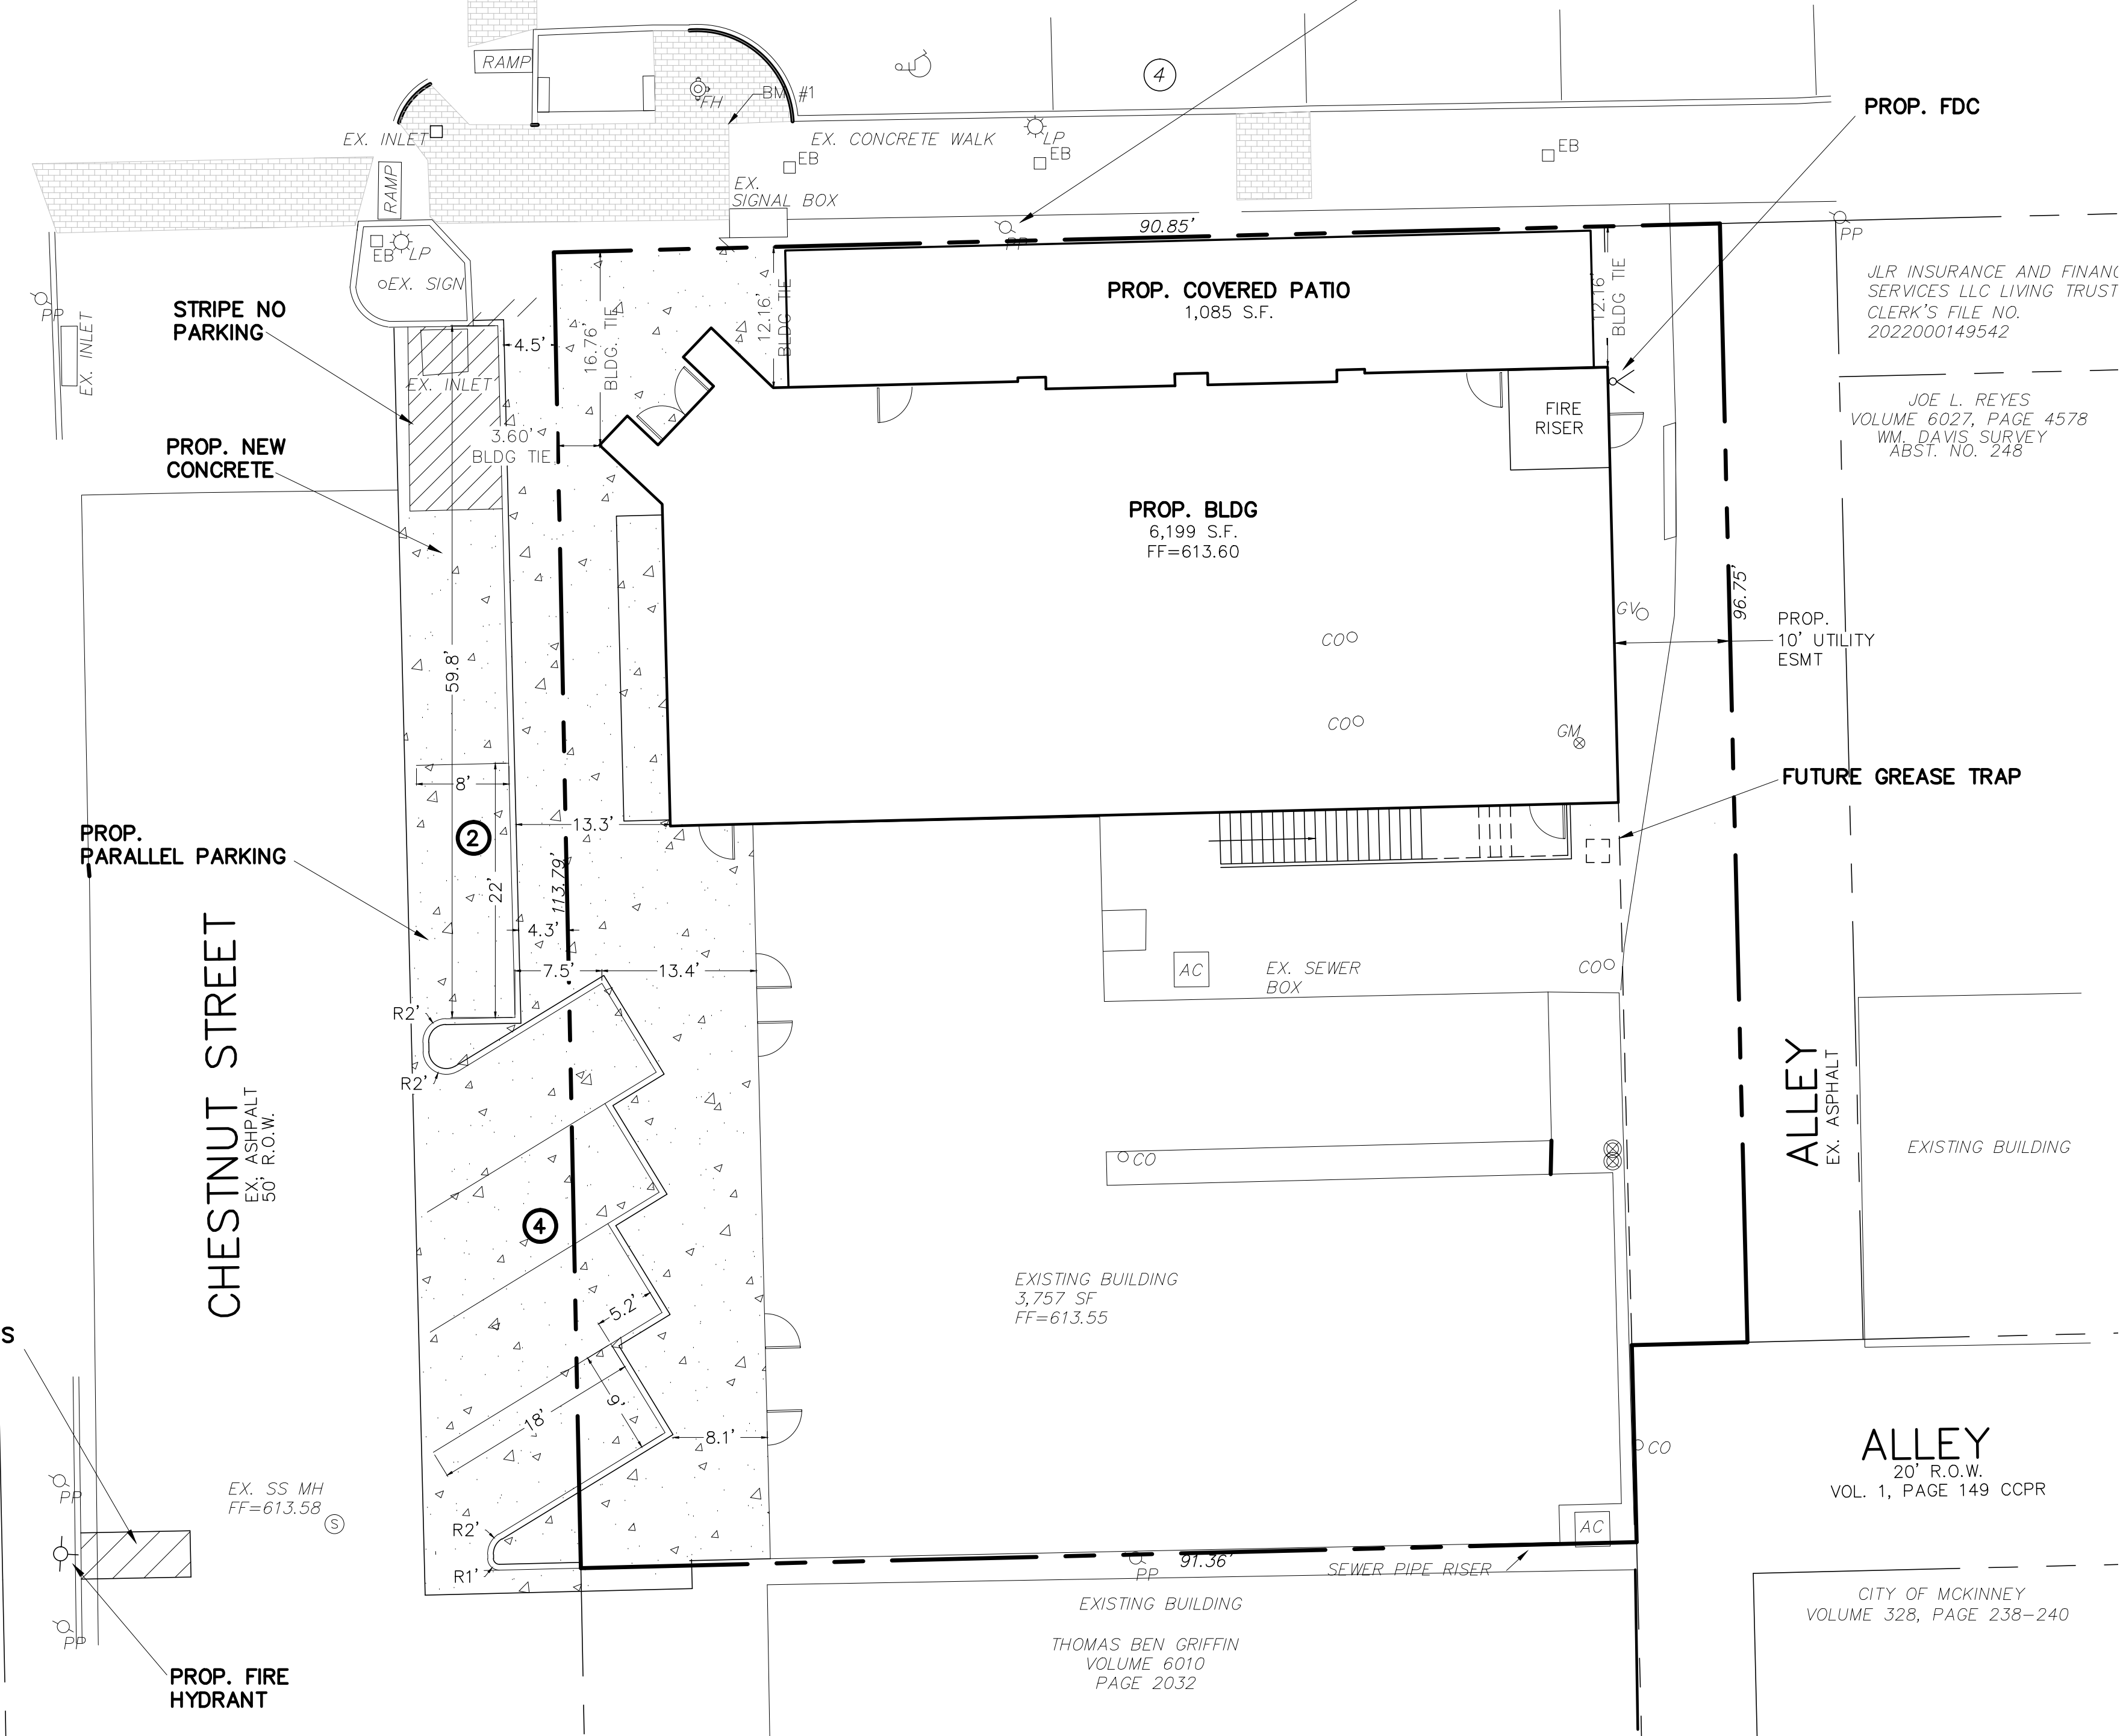 RAMP
FH
BM #1
4
PROP. FDC
EX. INLET
EX. CONCRETE WALK
LP
EB
EB
EB
RAMP
EX.
SIGNAL BOX
PP
90.85'
PP
EB
LP
EX. SIGN
PP
EX. INLET
STRIPE NO
PARKING
4.5'
16.76'
BLDG. TIE
12.16'
BLDG TIE
PROP. COVERED PATIO
1,085 S.F.
12.16'
BLDG TIE
JLR INSURANCE AND FINANC
SERVICES LLC LIVING TRUST
CLERK'S FILE NO.
2022000149542
EX. INLET
JOE L. REYES
VOLUME 6027, PAGE 4578
WM. DAVIS SURVEY
ABST. NO. 248
FIRE
RISER
3.60'
BLDG TIE
PROP. NEW
CONCRETE
PROP. BLDG
6,199 S.F.
FF=613.60
96.75'
GV
PROP.
10' UTILITY
ESMT
CO
CO
GM
59.8'
8'
FUTURE GREASE TRAP
PROP.
PARALLEL PARKING
2
13.3'
113.79'
22'
4.3'
7.5'
13.4'
AC
EX. SEWER
BOX
CO
R2'
R2'
CHESTNUT STREET
EX. ASHPALT
50' R.O.W.
ALLEY
EX. ASPHALT
EXISTING BUILDING
CO
4
EXISTING BUILDING
3,757 SF
FF=613.55
5.2'
S
18'
9'
8.1'
ALLEY
20' R.O.W.
VOL. 1, PAGE 149 CCPR
CO
PP
EX. SS MH
FF=613.58
S
R2'
R1'
AC
PP
91.36'
SEWER PIPE RISER
PP
EXISTING BUILDING
THOMAS BEN GRIFFIN
VOLUME 6010
PAGE 2032
CITY OF MCKINNEY
VOLUME 328, PAGE 238-240
PROP. FIRE
HYDRANT